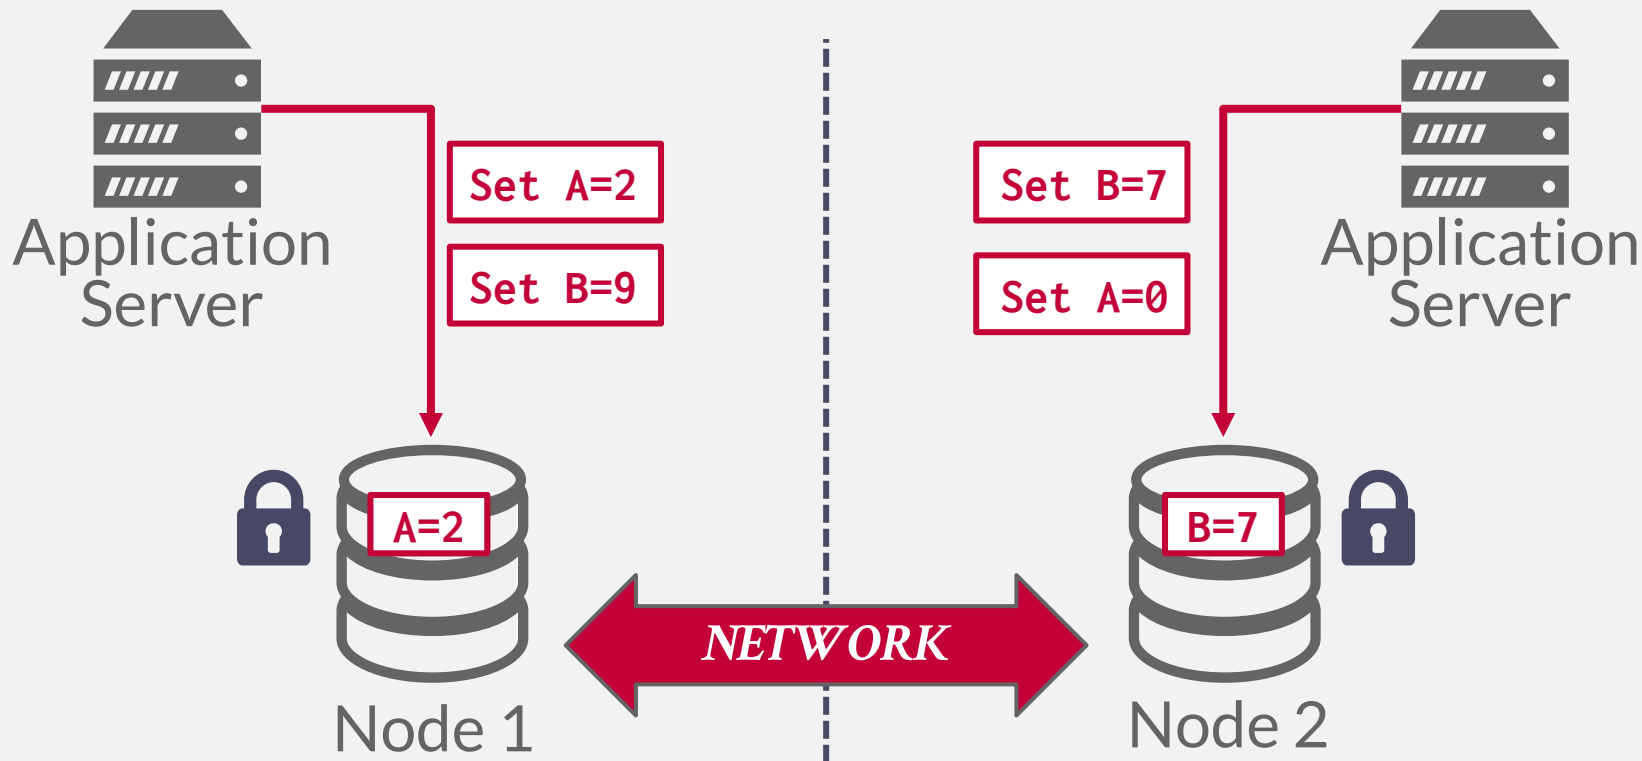 Set A=2
Set B=9
Application
Server
Set B=7
Set A=0
Application
Server
A=2
B=7
NETWORK
Node 1
Node 2